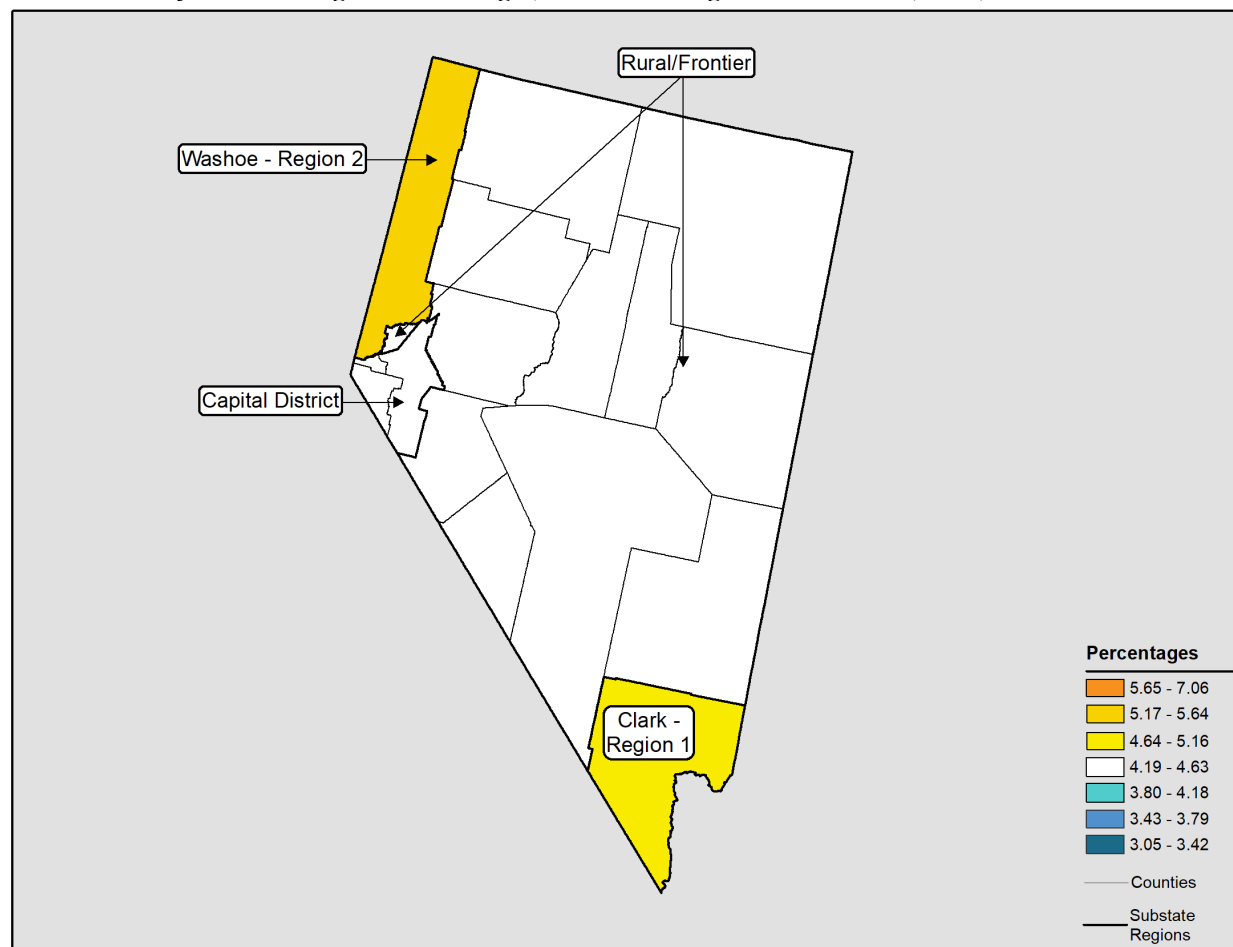 Rural/Frontier
Washoe - Region 2
Capital District
Clark -
Region 1
Percentages
5.65 - 7.06
5.17 - 5.64
4.64 - 5.16
4.19 - 4.63
3.80 - 4.18
3.43 - 3.79
3.05 - 3.42
Counties
Substate
Regions